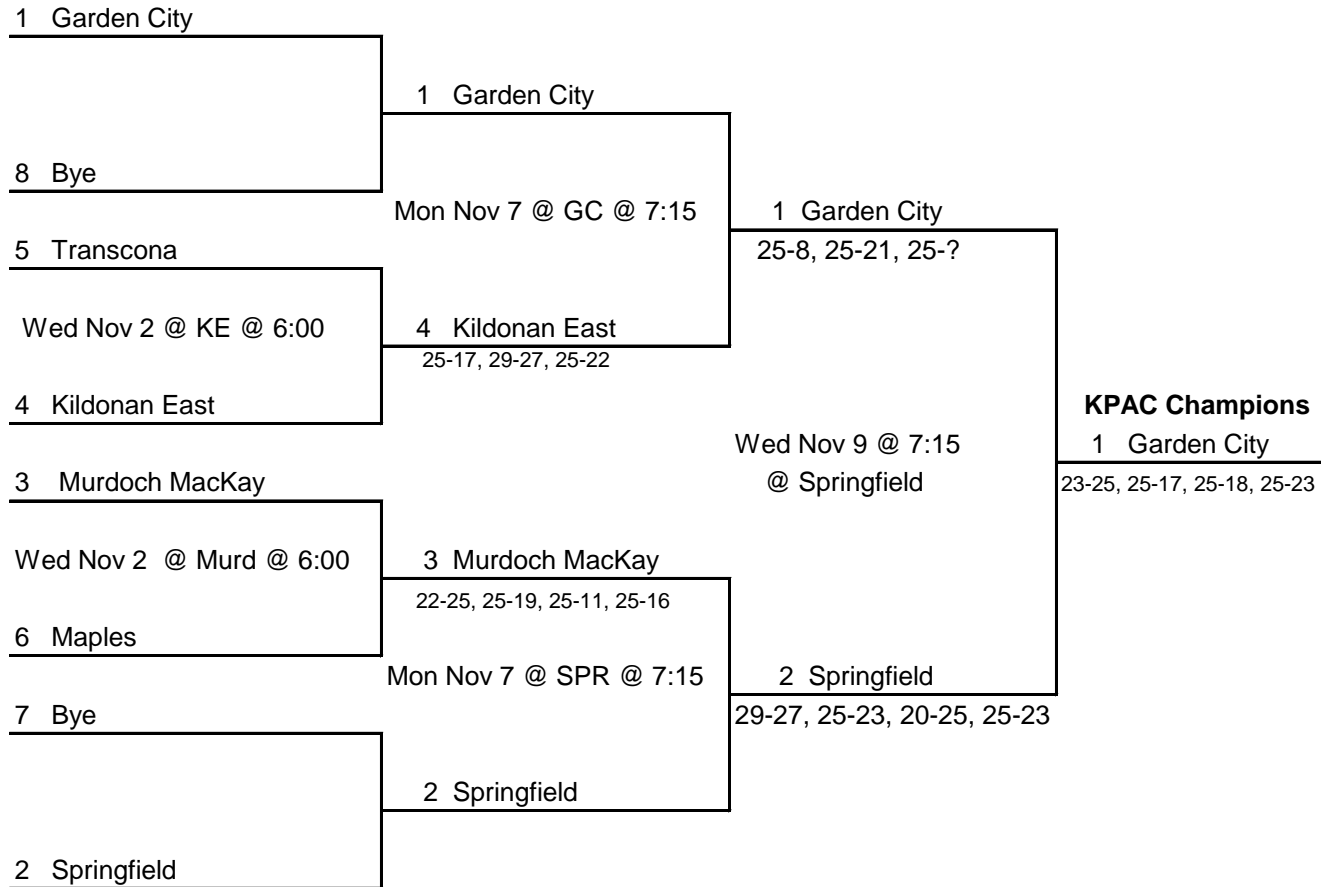 1 Garden City
1 Garden City
8 Bye
Mon Nov 7 @ GC @ 7:15
1 Garden City
5 Transcona
25-8, 25-21, 25-?
Wed Nov 2 @ KE @ 6:00
4 Kildonan East
25-17, 29-27, 25-22
4 Kildonan East
KPAC Champions
Wed Nov 9 @ 7:15
1 Garden City
3 Murdoch MacKay
@ Springfield
23-25, 25-17, 25-18, 25-23
Wed Nov 2 @ Murd @ 6:00
3 Murdoch MacKay
22-25, 25-19, 25-11, 25-16
6 Maples
Mon Nov 7 @ SPR @ 7:15
2 Springfield
7 Bye
29-27, 25-23, 20-25, 25-23
2 Springfield
2 Springfield